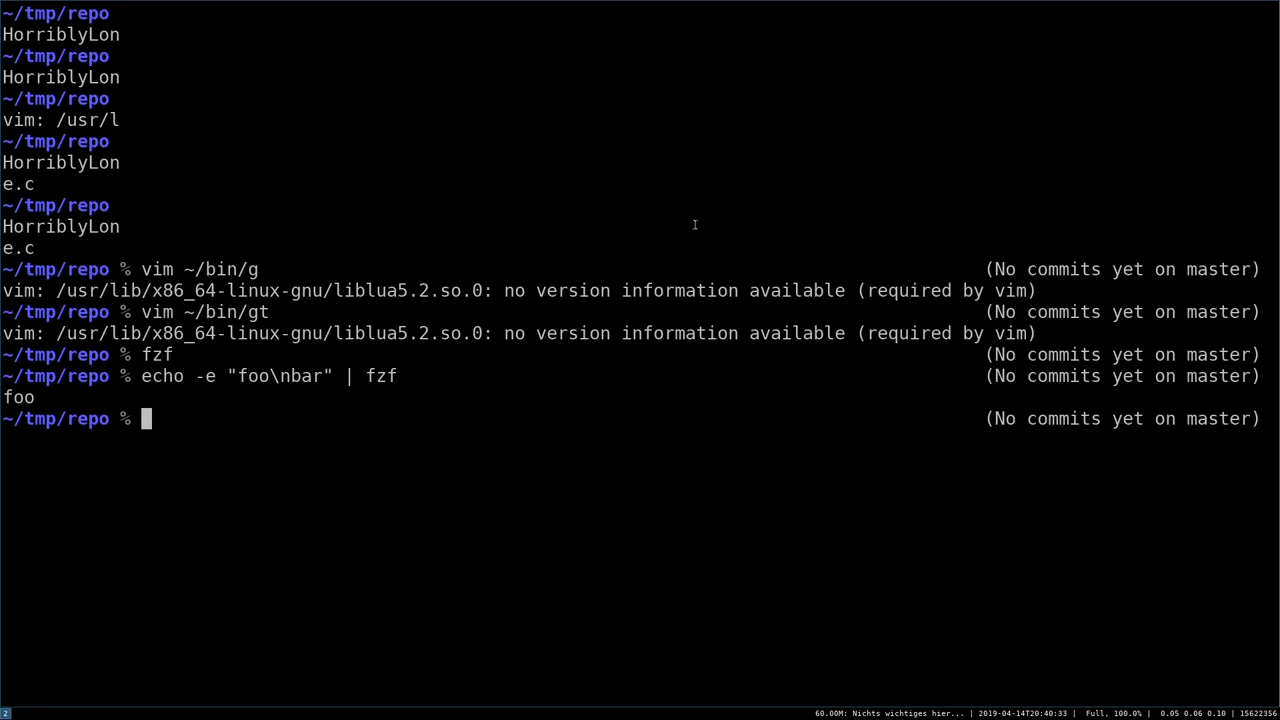 ~/tmp/repo
HorriblyLon
~/tmp/repo
HorriblyLon
~/tmp/repo
vim: /usr/l
~/tmp/repo
HorriblyLon
e.c
~/tmp/repo
HorriblyLon
e.c
~/tmp/repo % vim ~/bin/g (No commits yet on master)
vim: /usr/lib/x86_64-linux-gnu/liblua5.2.so.0: no version information available (required by vim)
~/tmp/repo % vim ~/bin/gt (No commits yet on master)
vim: /usr/lib/x86_64-linux-gnu/liblua5.2.so.0: no version information available (required by vim)
~/tmp/repo % fzf (No commits yet on master)
~/tmp/repo % echo -e "foo\nbar" | fzf (No commits yet on master)
foo
~/tmp/repo % (No commits yet on master)
2 60.00M: Nichts wichtiges hier... | 2019-04-14T20:40:33 | Full, 100.0% | 0.05 0.06 0.10 | 15622356